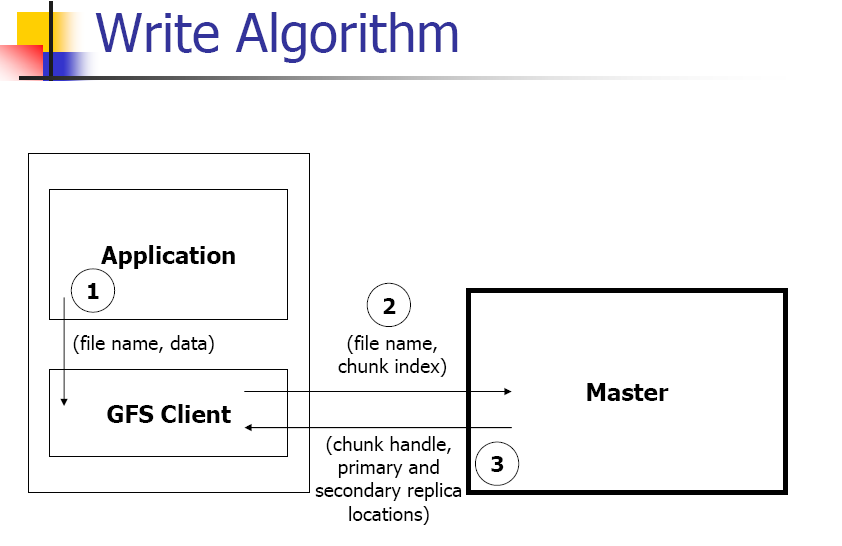 Write Algorithm
Application
1
(file name, data)
GFS Client
2
(file name,
chunk index)
Master
(chunk handle,
primary and
secondary replica
locations)
3